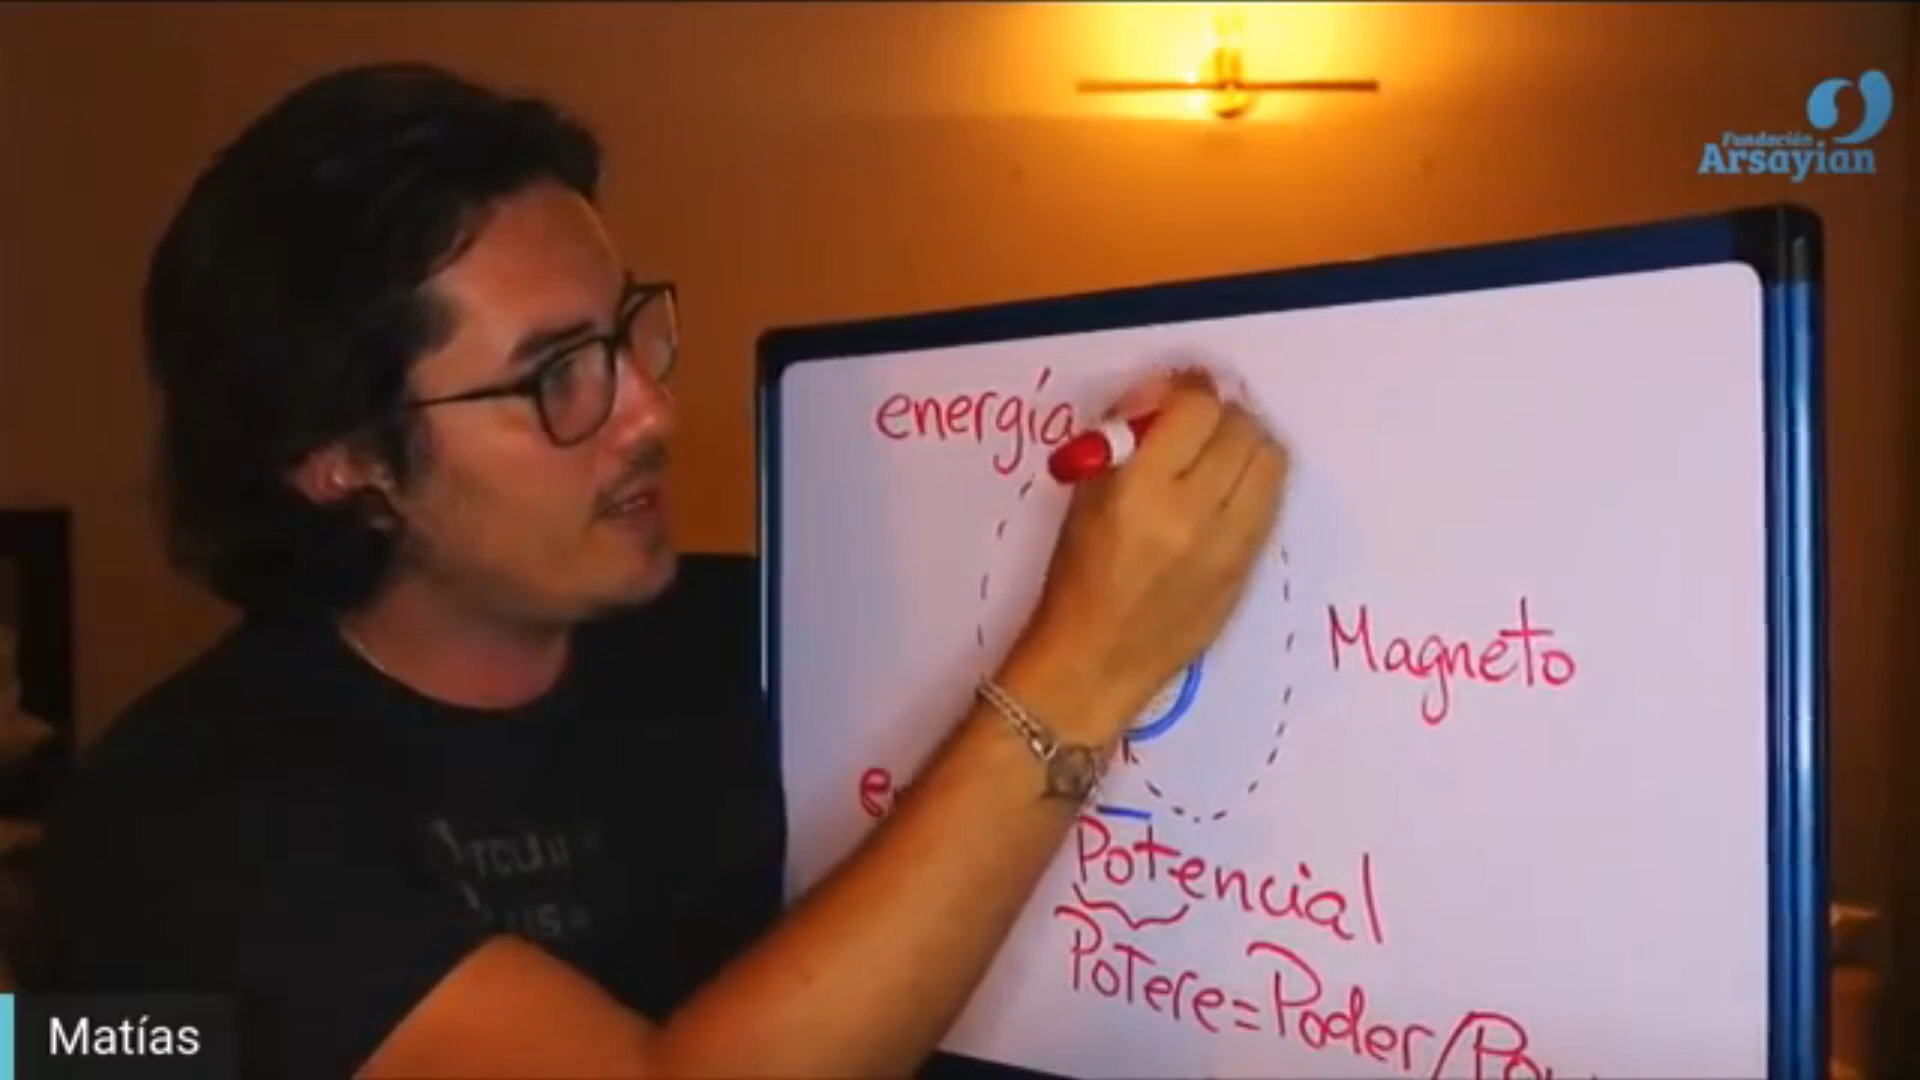 Fundación
Arsayian
energía
Magneto
Potencial
Potere=Poder/
Matías